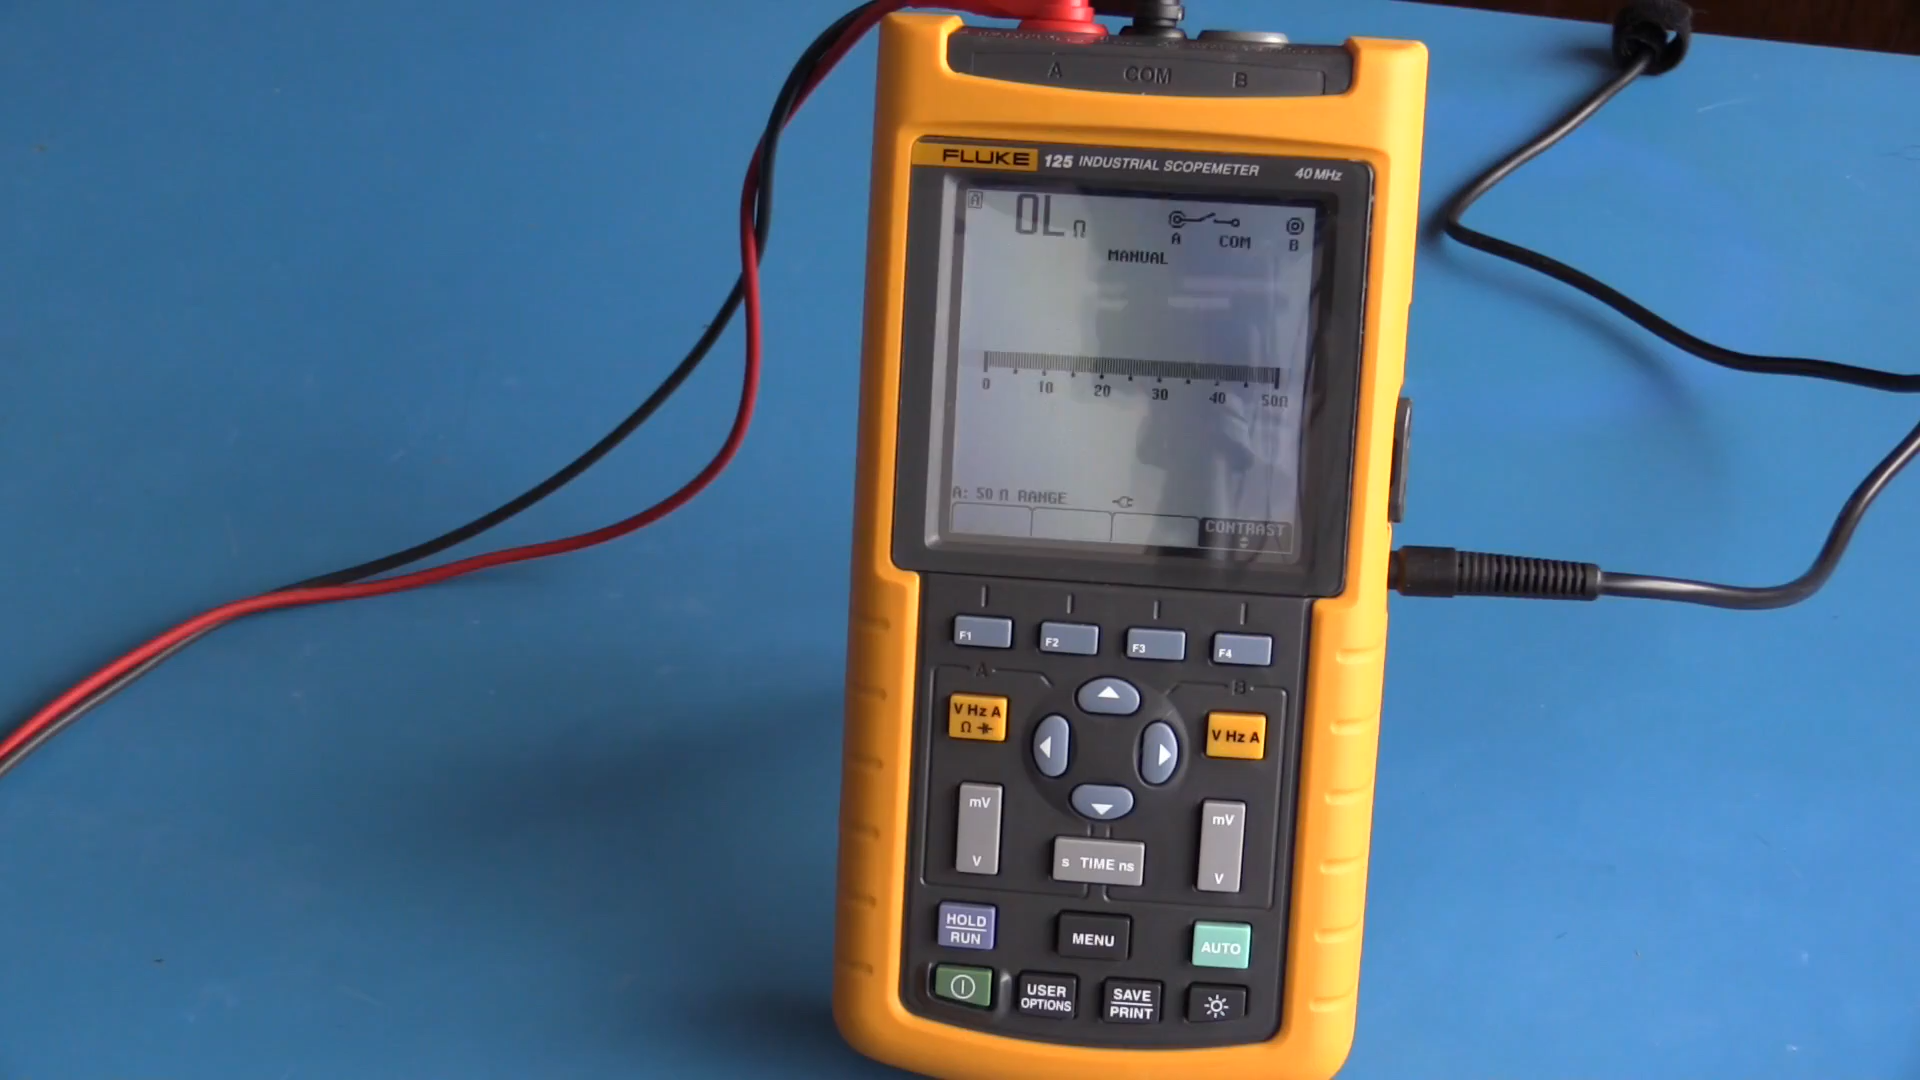 A COM B
FLUKE 125 INDUSTRIAL SCOPEMETER 40 MHz
A OL Ω
A COM B
MANUAL
0 10 20 30 40 50Ω
A: 50 Ω RANGE
CONTRAST
F1 F2 F3 F4
A B
V Hz A
Ω
V Hz A
mV
V
mV
V
s TIME ns
HOLD
RUN
MENU
AUTO
USER
OPTIONS
SAVE
PRINT